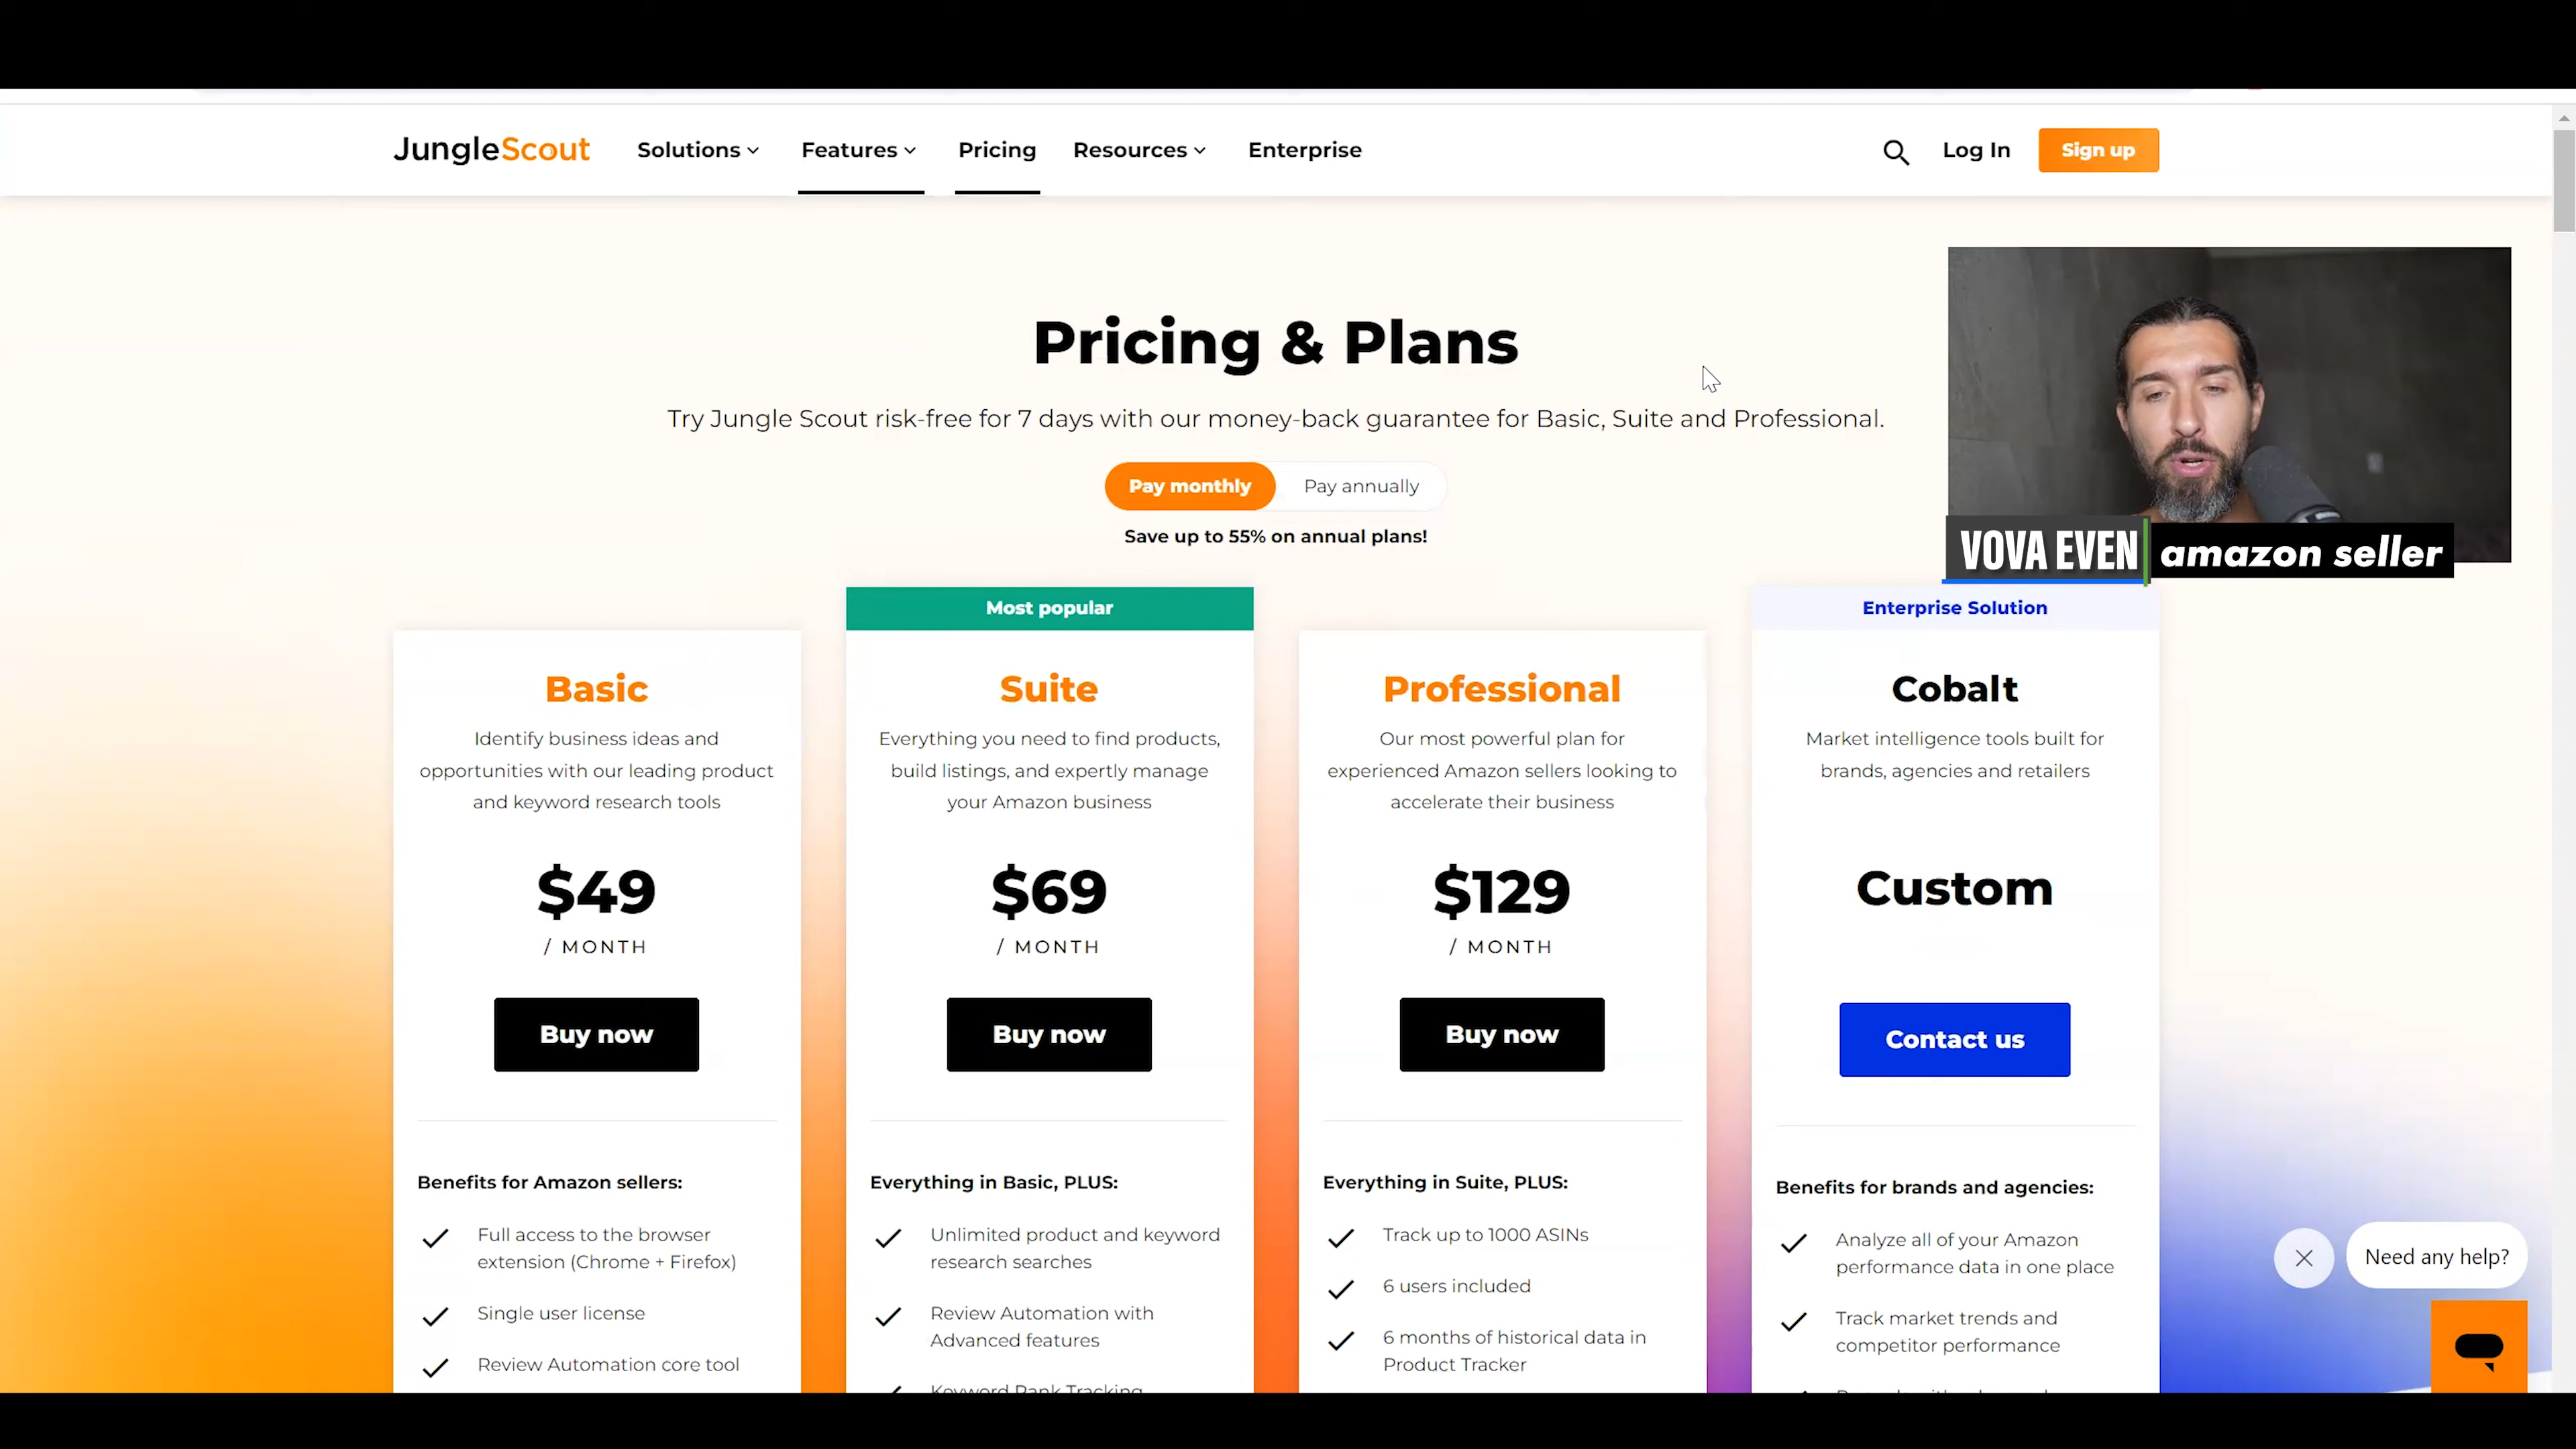 JungleScout
Solutions
Features
Pricing
Resources
Enterprise
Log In
Sign up
Pricing & Plans
Try Jungle Scout risk-free for 7 days with our money-back guarantee for Basic, Suite and Professional.
Pay monthly
Pay annually
Save up to 55% on annual plans!
VOVA EVEN
amazon seller
Basic
Identify business ideas and
opportunities with our leading product
and keyword research tools
$49
/ MONTH
Buy now
Benefits for Amazon sellers:
Full access to the browser
extension (Chrome + Firefox)
Single user license
Review Automation core tool
Most popular
Suite
Everything you need to find products,
build listings, and expertly manage
your Amazon business
$69
/ MONTH
Buy now
Everything in Basic, PLUS:
Unlimited product and keyword
research searches
Review Automation with
Advanced features
Keyword Rank Tracking
Professional
Our most powerful plan for
experienced Amazon sellers looking to
accelerate their business
$129
/ MONTH
Buy now
Everything in Suite, PLUS:
Track up to 1000 ASINs
6 users included
6 months of historical data in
Product Tracker
Enterprise Solution
Cobalt
Market intelligence tools built for
brands, agencies and retailers
Custom
Contact us
Benefits for brands and agencies:
Analyze all of your Amazon
performance data in one place
Track market trends and
competitor performance
Need any help?